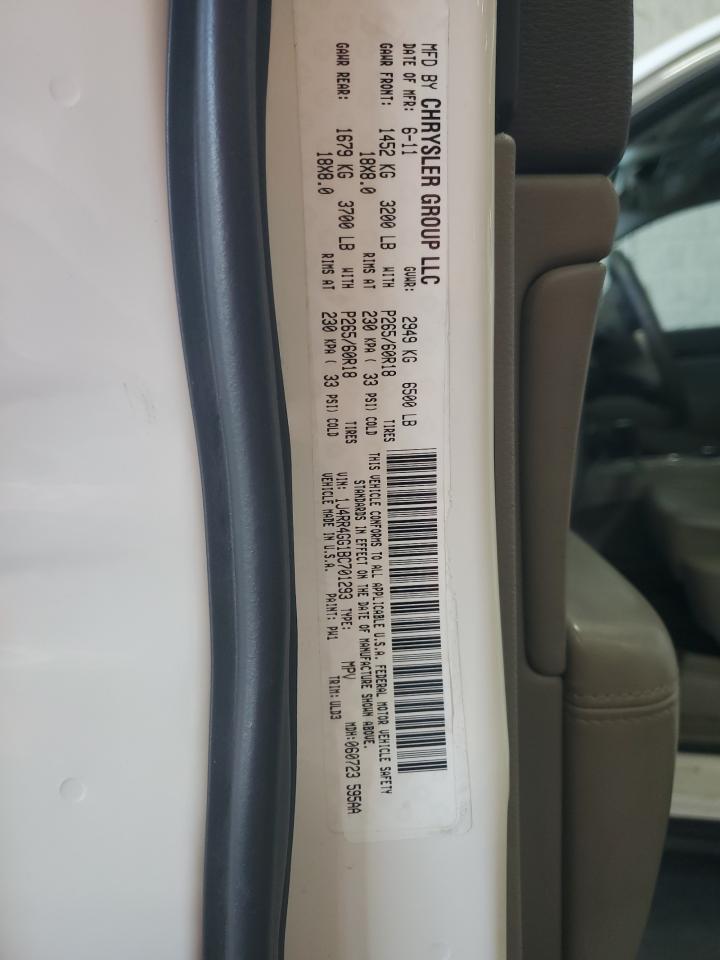 MFD BY CHRYSLER GROUP LLC
DATE OF MFR: 6-11 GVWR: 2949 KG 6500 LB
GAWR FRONT: 1452 KG 3200 LB WITH P265/60R18 TIRES
18X8.0 RIMS AT 230 KPA ( 33 PSI) COLD
GAWR REAR: 1679 KG 3700 LB WITH P265/60R18 TIRES
18X8.0 RIMS AT 230 KPA ( 33 PSI) COLD
THIS VEHICLE CONFORMS TO ALL APPLICABLE U.S.A. FEDERAL MOTOR VEHICLE SAFETY
STANDARDS IN EFFECT ON THE DATE OF MANUFACTURE SHOWN ABOVE.
VIN: 1J4RR4GG1BC701293 TYPE: MPV MDH:060723 595AA
VEHICLE MADE IN U.S.A. PAINT: PW1 TRIM: ULD3